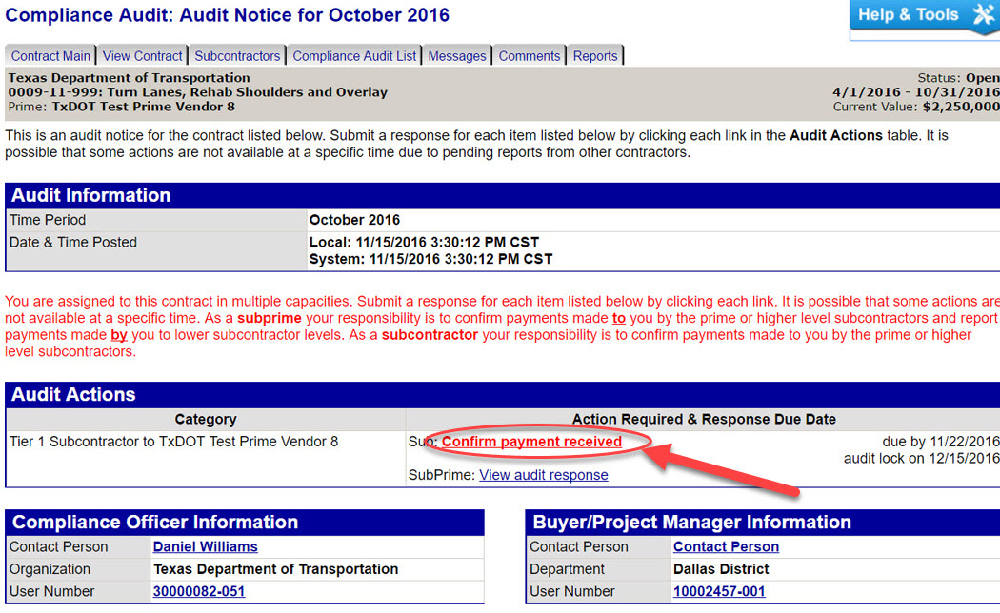 Compliance Audit: Audit Notice for October 2016
Help & Tools
Contract Main View Contract Subcontractors Compliance Audit List Messages Comments Reports
Texas Department of Transportation Status: Open
0009-11-999: Turn Lanes, Rehab Shoulders and Overlay 4/1/2016 - 10/31/2016
Prime: TxDOT Test Prime Vendor 8 Current Value: $2,250,000
This is an audit notice for the contract listed below. Submit a response for each item listed below by clicking each link in the Audit Actions table. It is
possible that some actions are not available at a specific time due to pending reports from other contractors.
Audit Information
Time Period October 2016
Date & Time Posted Local: 11/15/2016 3:30:12 PM CST
System: 11/15/2016 3:30:12 PM CST
You are assigned to this contract in multiple capacities. Submit a response for each item listed below by clicking each link. It is possible that some actions are
not available at a specific time. As a subprime your responsibility is to confirm payments made to you by the prime or higher level subcontractors and report
payments made by you to lower subcontractor levels. As a subcontractor your responsibility is to confirm payments made to you by the prime or higher
level subcontractors.
Audit Actions
Category Action Required & Response Due Date
Tier 1 Subcontractor to TxDOT Test Prime Vendor 8 Sub: Confirm payment received due by 11/22/2016
audit lock on 12/15/2016
SubPrime: View audit response
Compliance Officer Information
Contact Person Daniel Williams
Organization Texas Department of Transportation
User Number 30000082-051
Buyer/Project Manager Information
Contact Person Contact Person
Department Dallas District
User Number 10002457-001